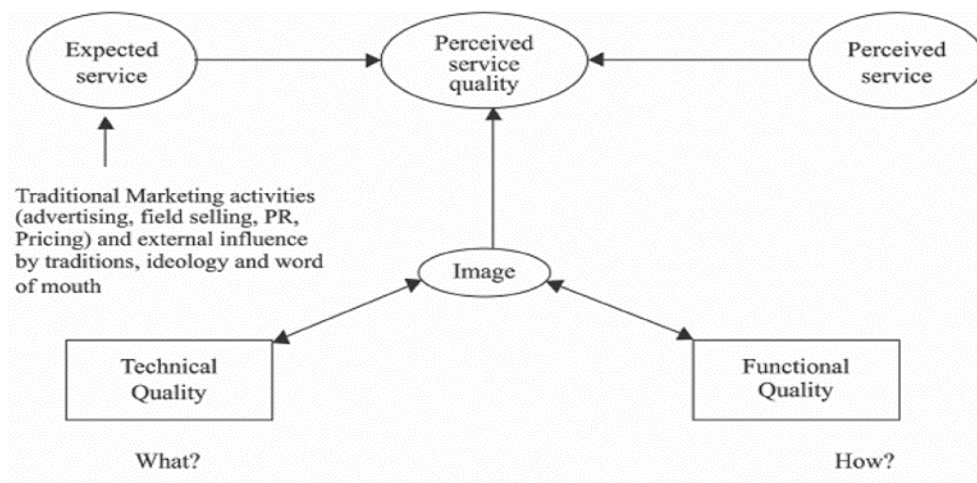 Expected
service
Perceived
service
quality
Perceived
service
Traditional Marketing activities
(advertising, field selling, PR,
Pricing) and external influence
by traditions, ideology and word
of mouth
Image
Technical
Quality
Functional
Quality
What?
How?